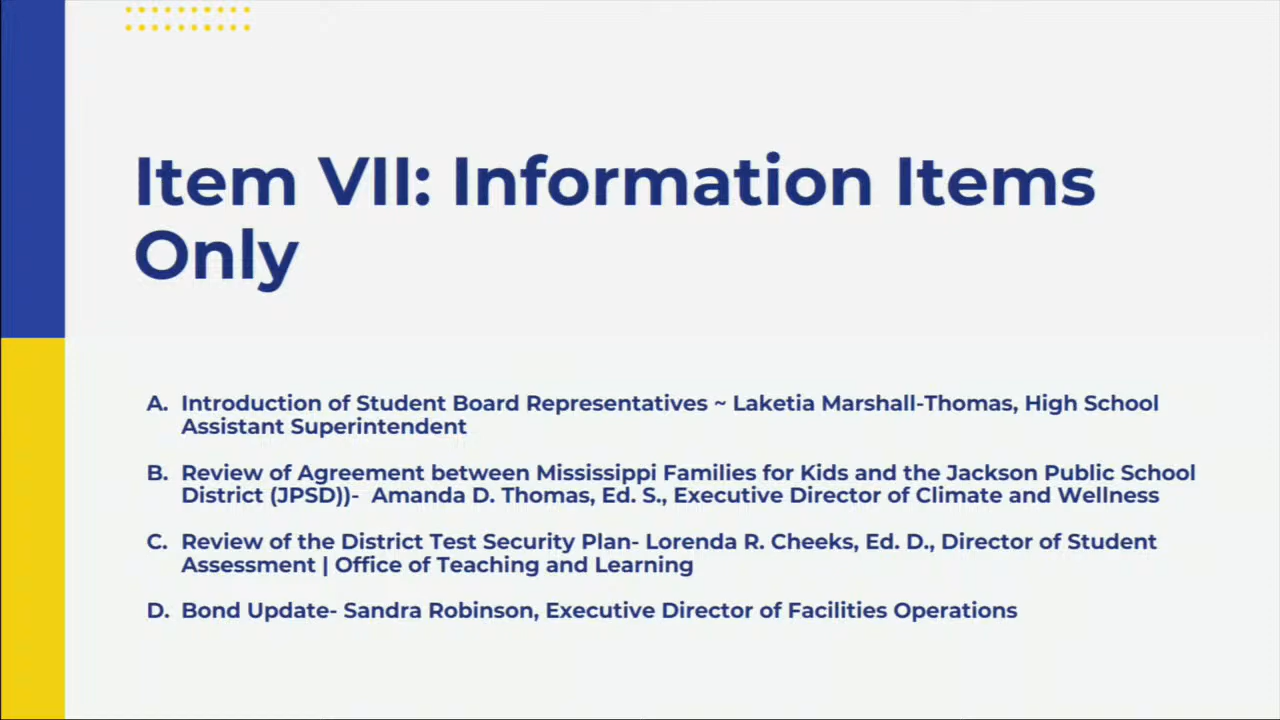 Item VII: Information Items
Only
A. Introduction of Student Board Representatives ~ Laketia Marshall-Thomas, High School
Assistant Superintendent
B. Review of Agreement between Mississippi Families for Kids and the Jackson Public School
District (JPSD))- Amanda D. Thomas, Ed. S., Executive Director of Climate and Wellness
C. Review of the District Test Security Plan- Lorenda R. Cheeks, Ed. D., Director of Student
Assessment | Office of Teaching and Learning
D. Bond Update- Sandra Robinson, Executive Director of Facilities Operations